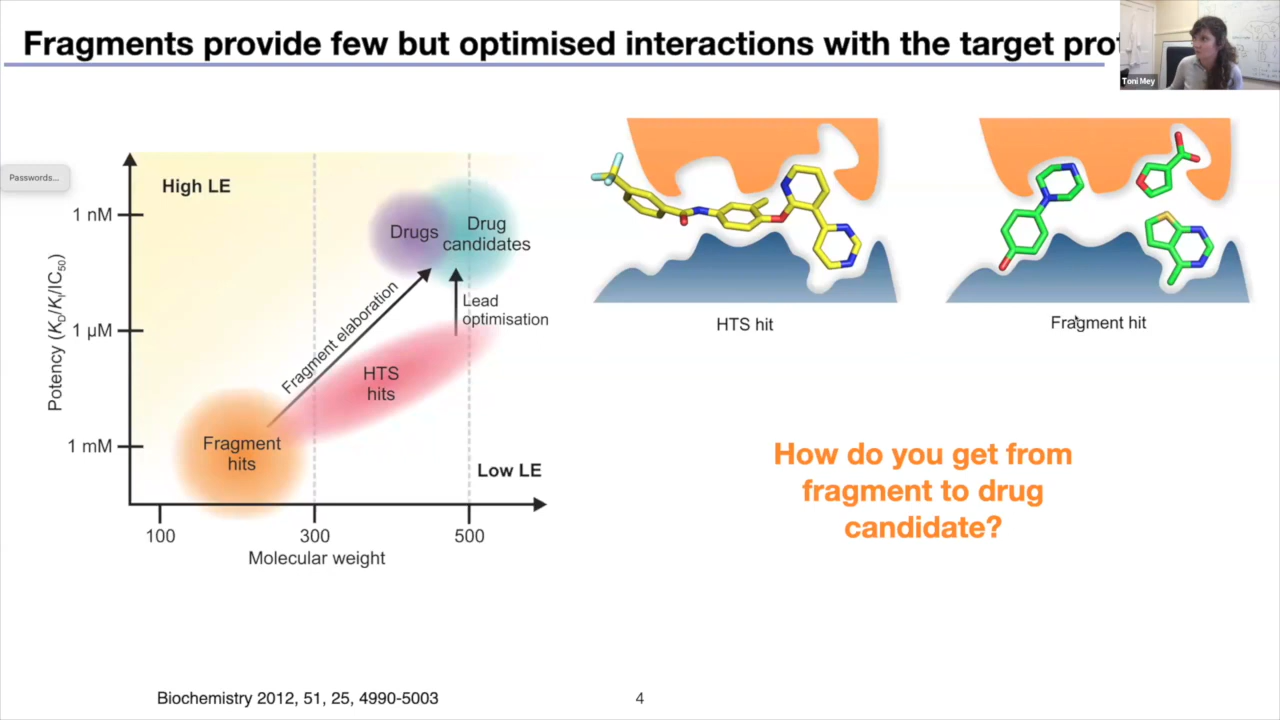 Fragments provide few but optimised interactions with the target pro
Toni Mey
Passwords...
High LE
1 nM
1 µM
1 mM
Potency (KD/KI/IC50)
Drugs
Drug
candidates
Fragment elaboration
Lead
optimisation
HTS
hits
Fragment
hits
Low LE
100
300
500
Molecular weight
HTS hit
Fragment hit
How do you get from
fragment to drug
candidate?
Biochemistry 2012, 51, 25, 4990-5003
4